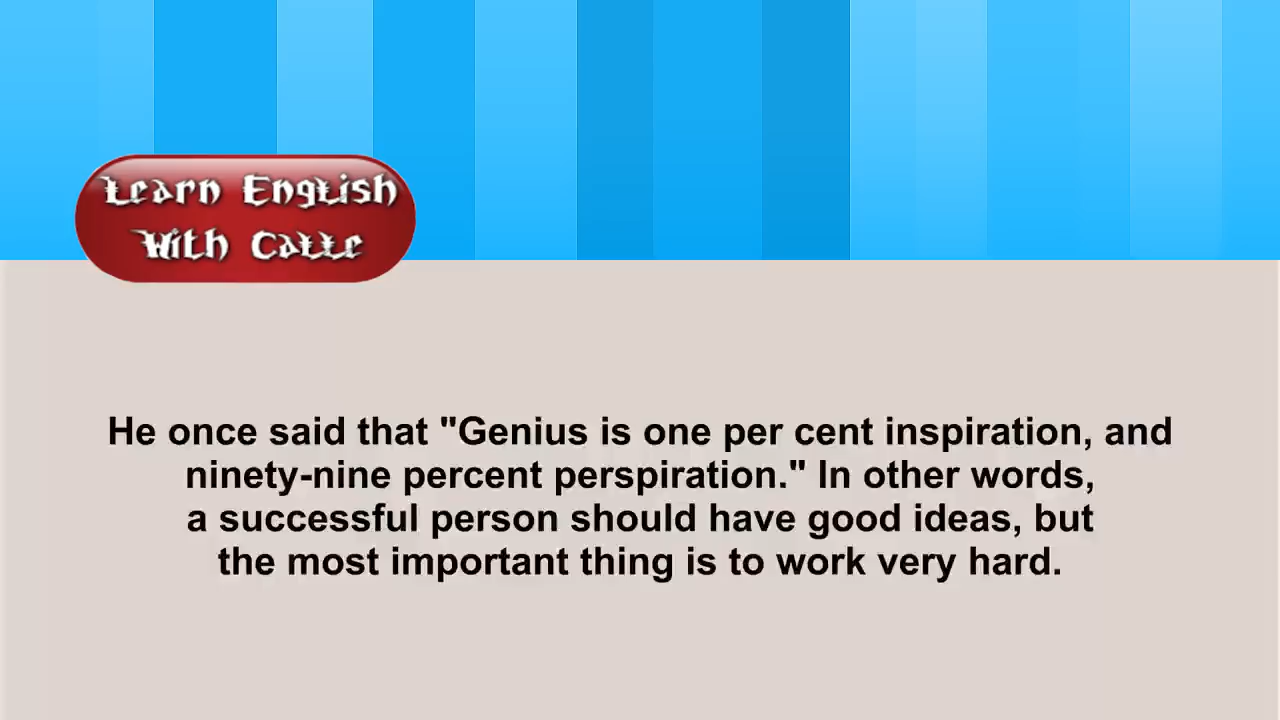 Learn English
With Calle
He once said that "Genius is one per cent inspiration, and
ninety-nine percent perspiration." In other words,
a successful person should have good ideas, but
the most important thing is to work very hard.